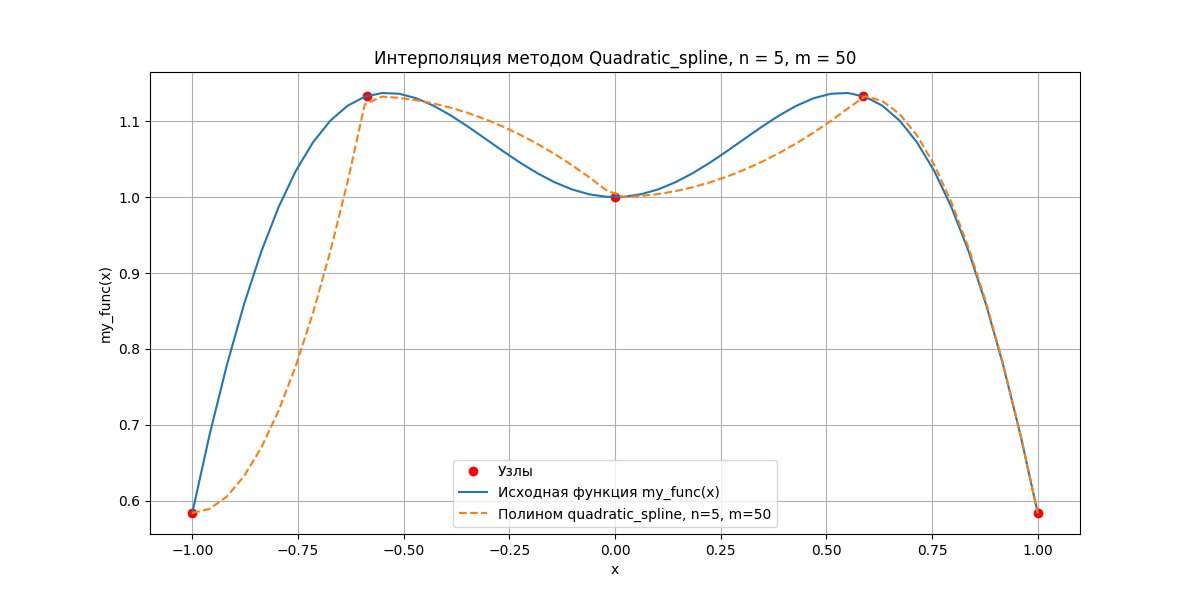 Интерполяция методом Quadratic_spline, n = 5, m = 50
my_func(x)
1.1
1.0
0.9
0.8
0.7
0.6
Узлы
Исходная функция my_func(x)
Полином quadratic_spline, n=5, m=50
−1.00 −0.75 −0.50 −0.25 0.00 0.25 0.50 0.75 1.00
x